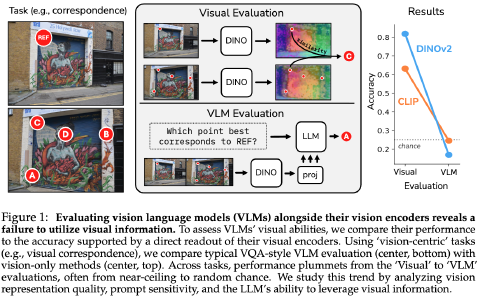 Task (e.g., correspondence)
REF
C
D
B
A
Visual Evaluation
DINO
similarity
C
DINO
VLM Evaluation
Which point best
corresponds to REF?
LLM
A
DINO
proj
Results
DINOv2
CLIP
chance
Accuracy
0.8
0.7
0.6
0.5
0.4
0.3
0.2
Visual
VLM
Evaluation
Figure 1: Evaluating vision language models (VLMs) alongside their vision encoders reveals a
failure to utilize visual information. To assess VLMs' visual abilities, we compare their performance
to the accuracy supported by a direct readout of their visual encoders. Using 'vision-centric' tasks
(e.g., visual correspondence), we compare typical VQA-style VLM evaluation (center, bottom) with
vision-only methods (center, top). Across tasks, performance plummets from the 'Visual' to 'VLM'
evaluations, often from near-ceiling to random chance. We study this trend by analyzing vision
representation quality, prompt sensitivity, and the LLM's ability to leverage visual information.